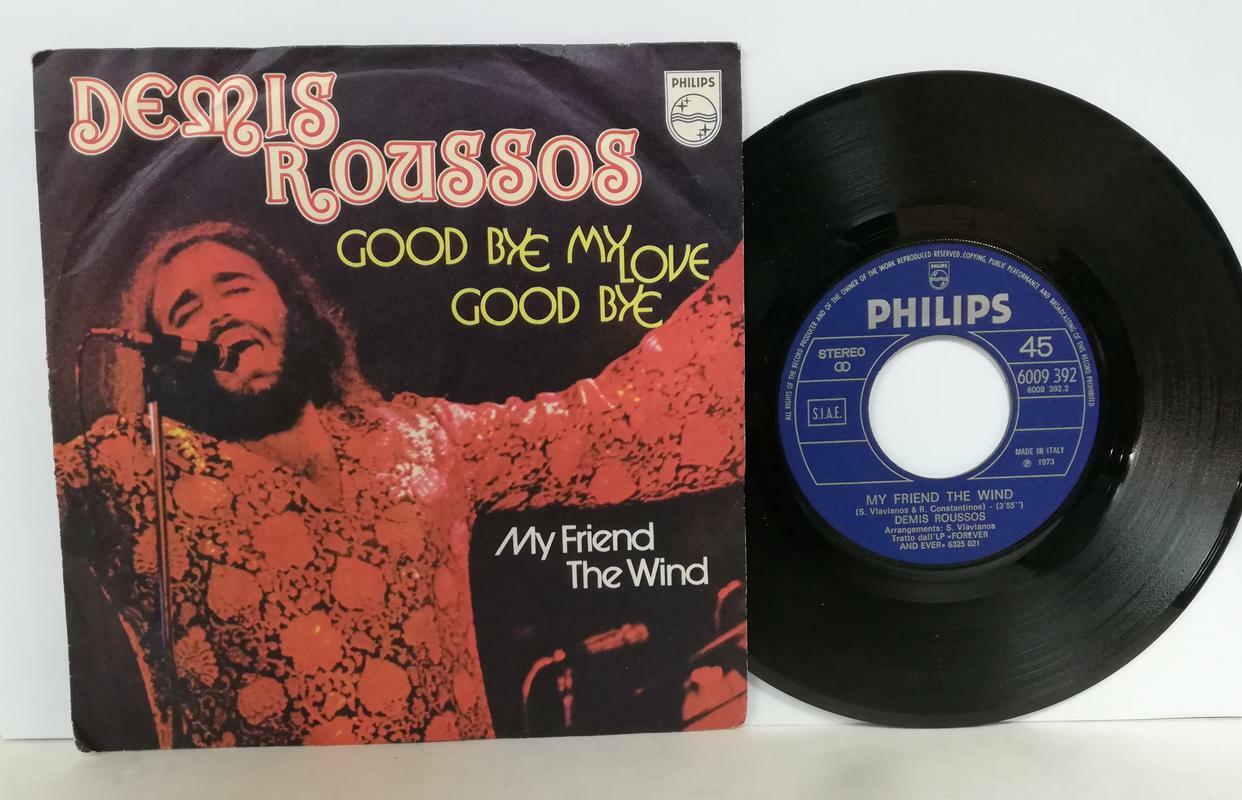 DEMIS
ROUSSOS
PHILIPS
GOOD BYE MY LOVE
GOOD BYE
My Friend
The Wind
ALL RIGHTS OF THE RECORD PRODUCER AND OF THE OWNER OF THE WORK REPRODUCED RESERVED. COPYING, PUBLIC PERFORMANCE AND BROADCASTING OF THIS RECORD PROHIBITED
PHILIPS
PHILIPS
STEREO
45
6009 392
6009 392.2
S.I.A.E.
MADE IN ITALY
℗ 1973
MY FRIEND THE WIND
(S. Vlavianos & R. Constantinos) - (3'55'')
DEMIS ROUSSOS
Arrangements: S. Vlavianos
Tratto dall'LP «FOREVER
AND EVER» 6325 021